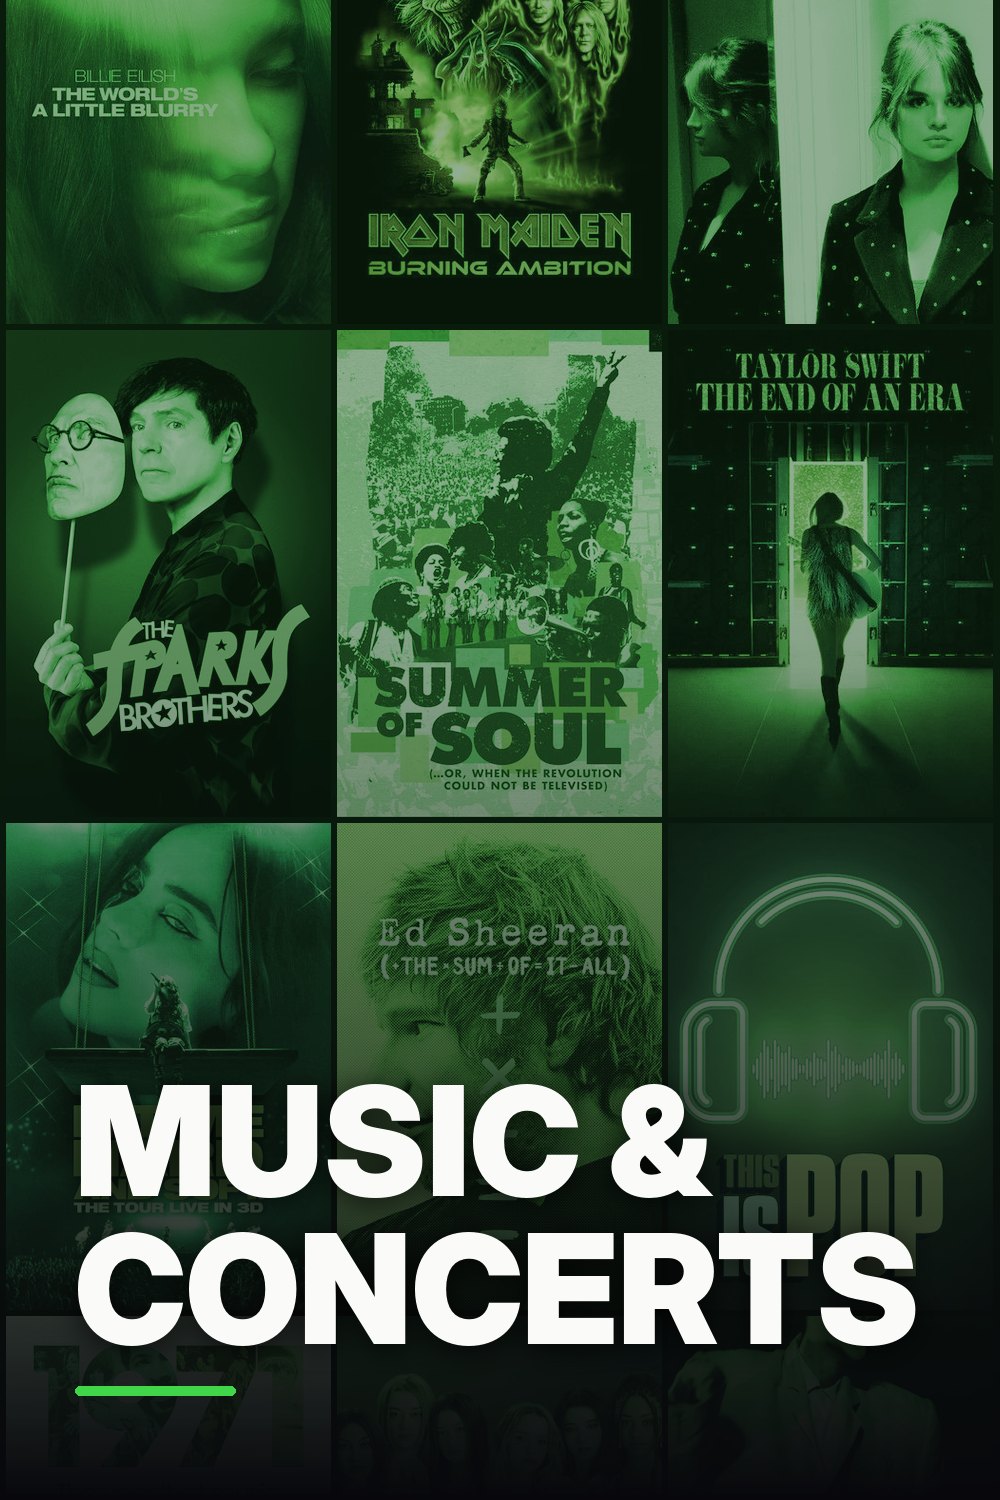 BILLIE EILISH
THE WORLD'S
A LITTLE BLURRY
IRON MAIDEN
BURNING AMBITION
THE
SPARKS
BROTHERS
SUMMER
OF SOUL
(...OR, WHEN THE REVOLUTION
COULD NOT BE TELEVISED)
TAYLOR SWIFT
THE END OF AN ERA
THE TOUR LIVE IN 3D
Ed Sheeran
(·THE·SUM·OF=IT-ALL)
+
×
THIS
IS POP
MUSIC &
CONCERTS
1971